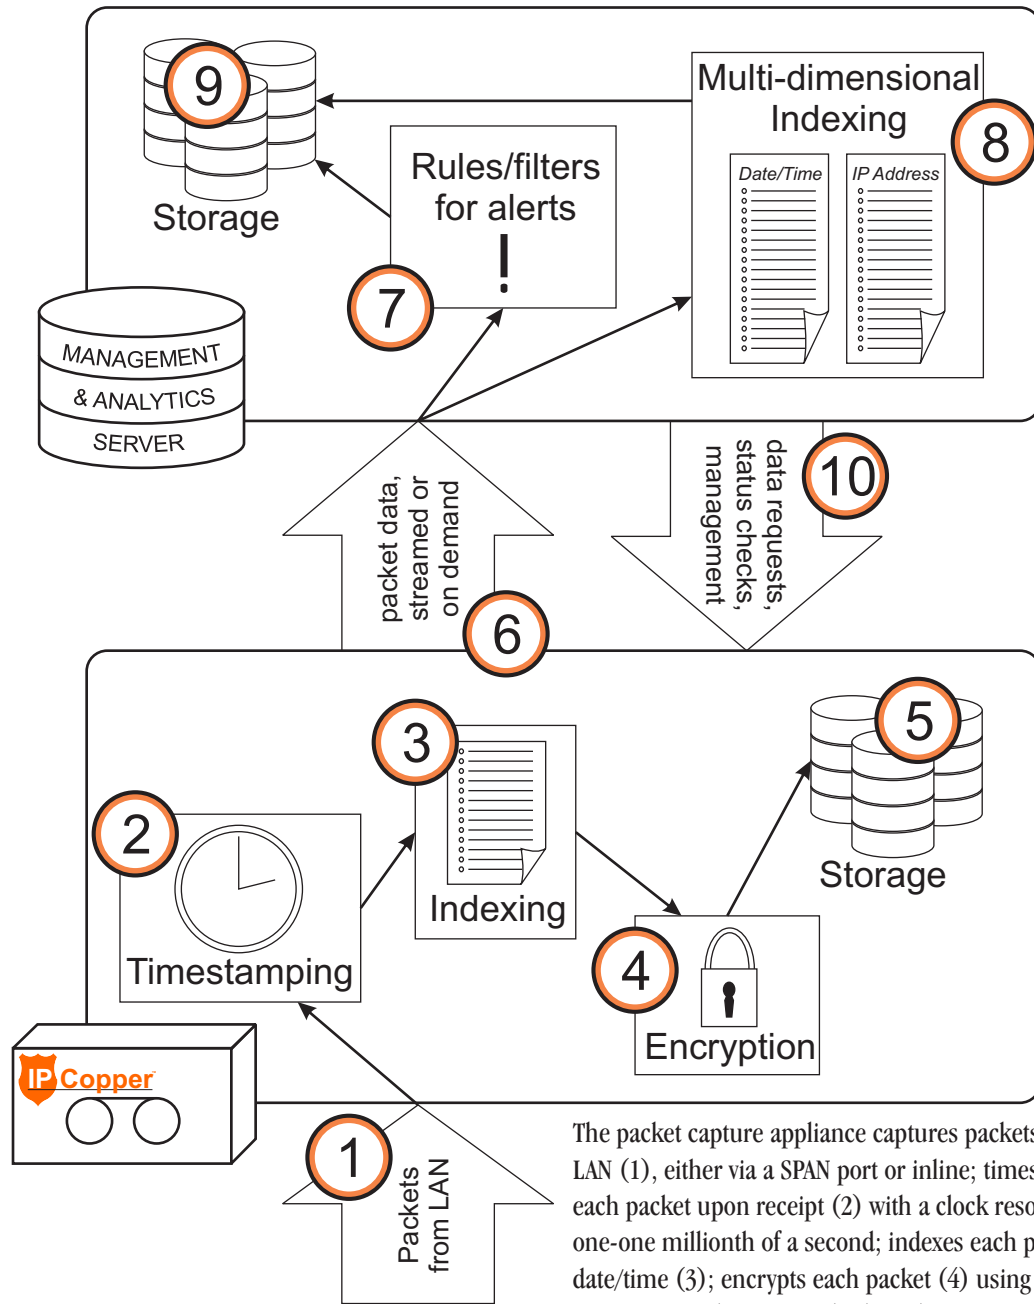 9
Storage
Rules/filters
for alerts
!
7
Multi-dimensional
Indexing
8
Date/Time
IP Address
MANAGEMENT
& ANALYTICS
SERVER
packet data,
streamed or
on demand
6
data requests,
status checks,
management
10
2
Timestamping
3
Indexing
4
Encryption
5
Storage
IP Copper
1
Packets
from LAN
The packet capture appliance captures packets
LAN (1), either via a SPAN port or inline; times
each packet upon receipt (2) with a clock reso
one-one millionth of a second; indexes each p
date/time (3); encrypts each packet (4) using